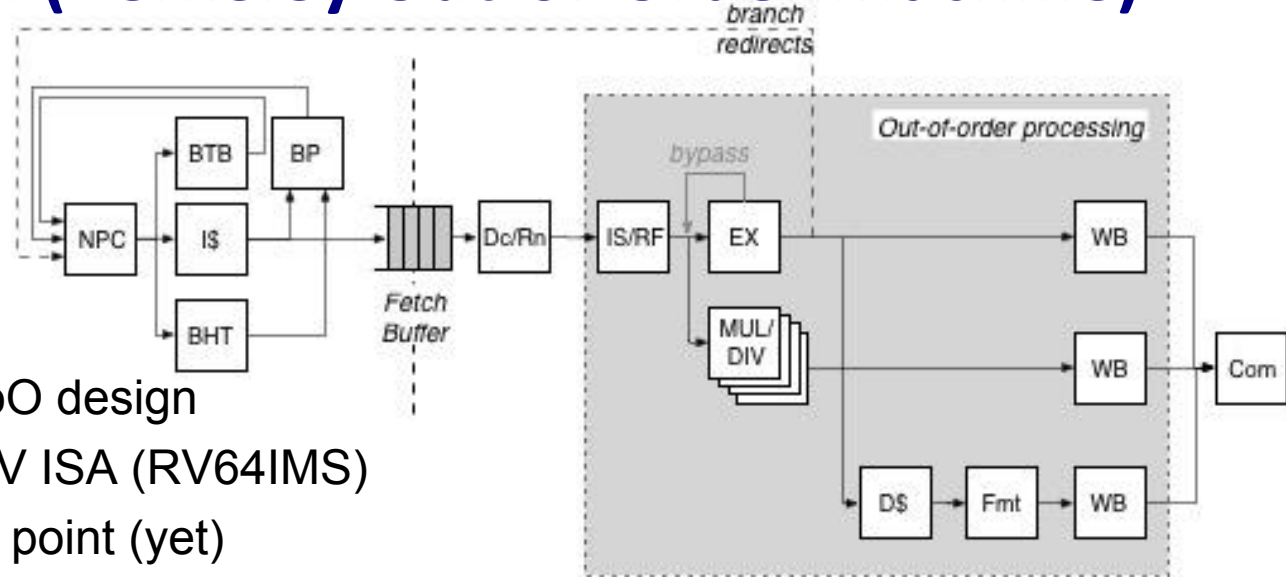 branch
redirects
Out-of-order processing
bypass
BTB
BP
NPC
I$
Dc/Rn
IS/RF
EX
WB
BHT
Fetch
Buffer
MUL/
DIV
WB
Com
D$
Fmt
WB
oO design
V ISA (RV64IMS)
point (yet)